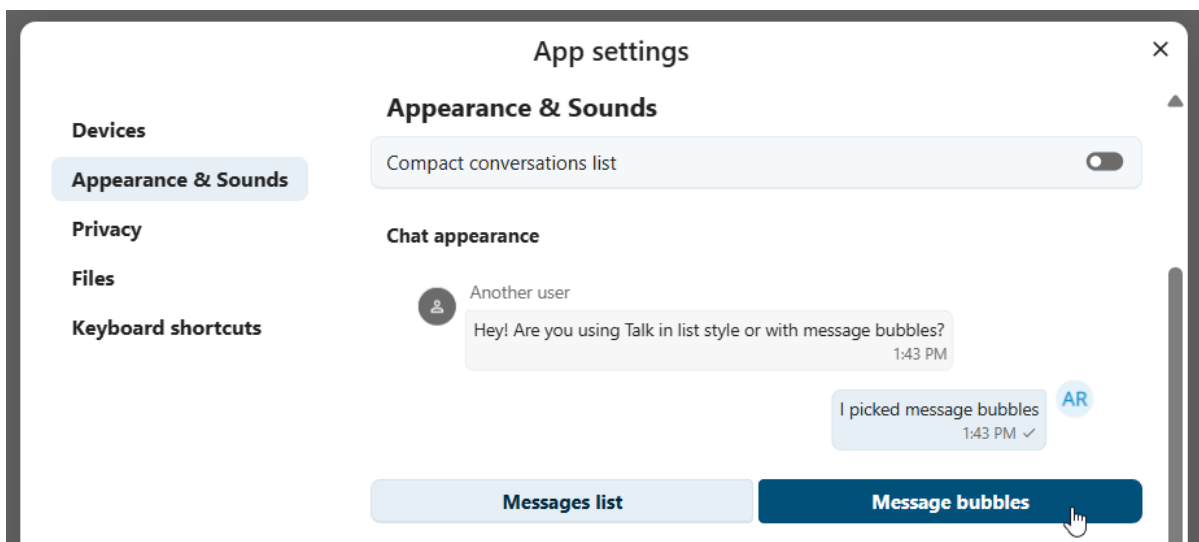 App settings
Appearance & Sounds
Devices
Appearance & Sounds
Privacy
Files
Keyboard shortcuts
Compact conversations list
Chat appearance
Another user
Hey! Are you using Talk in list style or with message bubbles?
1:43 PM
I picked message bubbles
AR
1:43 PM
Messages list
Message bubbles